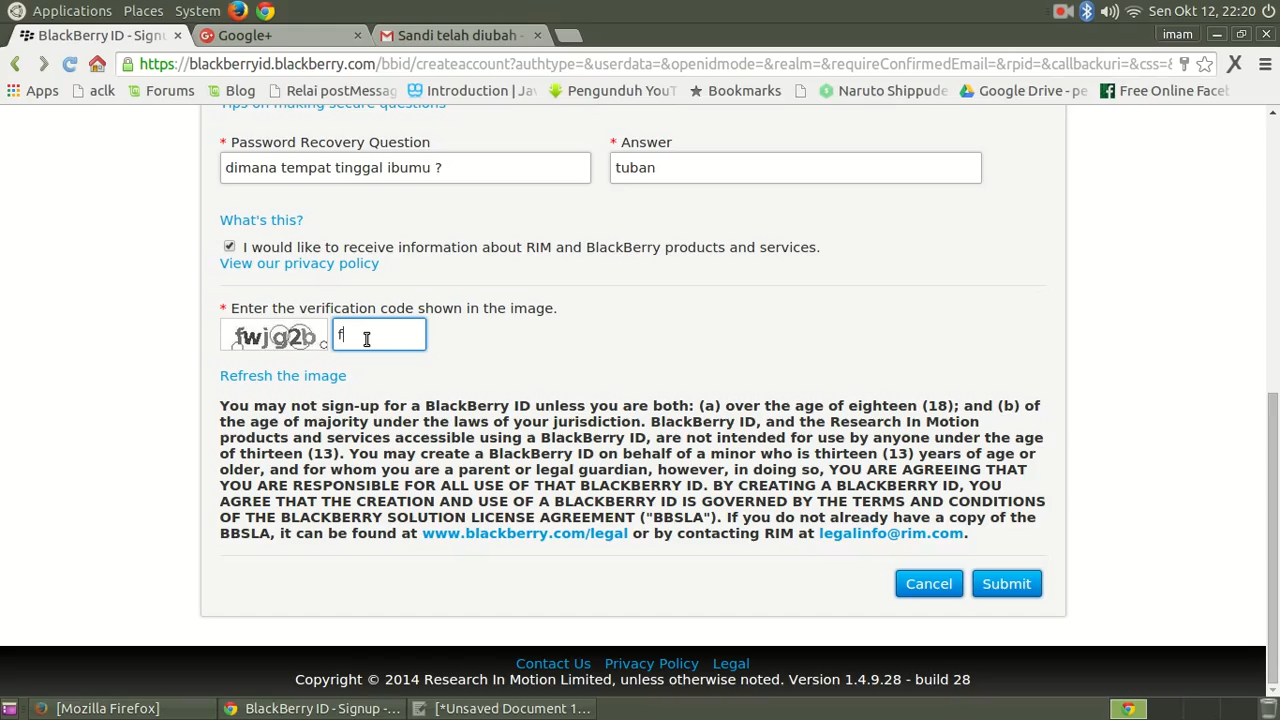 Applications Places System
Sen Okt 12, 22:20
BlackBerry ID - Signu
Google+
Sandi telah diubah -
imam
https://blackberryid.blackberry.com/bbid/createaccount?authtype=&userdata=&openidmode=&realm=&requireConfirmedEmail=&rpid=&callbackuri=&css=&
Apps aclk Forums Blog Relai postMessag Introduction | Jav Pengunduh YouT Bookmarks Naruto Shippude Google Drive - pe Free Online Facet
Tips on making secure questions
* Password Recovery Question
* Answer
dimana tempat tinggal ibumu ?
tuban
What's this?
I would like to receive information about RIM and BlackBerry products and services.
View our privacy policy
* Enter the verification code shown in the image.
fwjg2b
f
Refresh the image
You may not sign-up for a BlackBerry ID unless you are both: (a) over the age of eighteen (18); and (b) of
the age of majority under the laws of your jurisdiction. BlackBerry ID, and the Research In Motion
products and services accessible using a BlackBerry ID, are not intended for use by anyone under the age
of thirteen (13). You may create a BlackBerry ID on behalf of a minor who is thirteen (13) years of age or
older, and for whom you are a parent or legal guardian, however, in doing so, YOU ARE AGREEING THAT
YOU ARE RESPONSIBLE FOR ALL USE OF THAT BLACKBERRY ID. BY CREATING A BLACKBERRY ID, YOU
AGREE THAT THE CREATION AND USE OF A BLACKBERRY ID IS GOVERNED BY THE TERMS AND CONDITIONS
OF THE BLACKBERRY SOLUTION LICENSE AGREEMENT ("BBSLA"). If you do not already have a copy of the
BBSLA, it can be found at www.blackberry.com/legal or by contacting RIM at legalinfo@rim.com.
Cancel
Submit
Contact Us Privacy Policy Legal
Copyright © 2014 Research In Motion Limited, unless otherwise noted. Version 1.4.9.28 - build 28
[Mozilla Firefox]
BlackBerry ID - Signup -...
[*Unsaved Document 1...